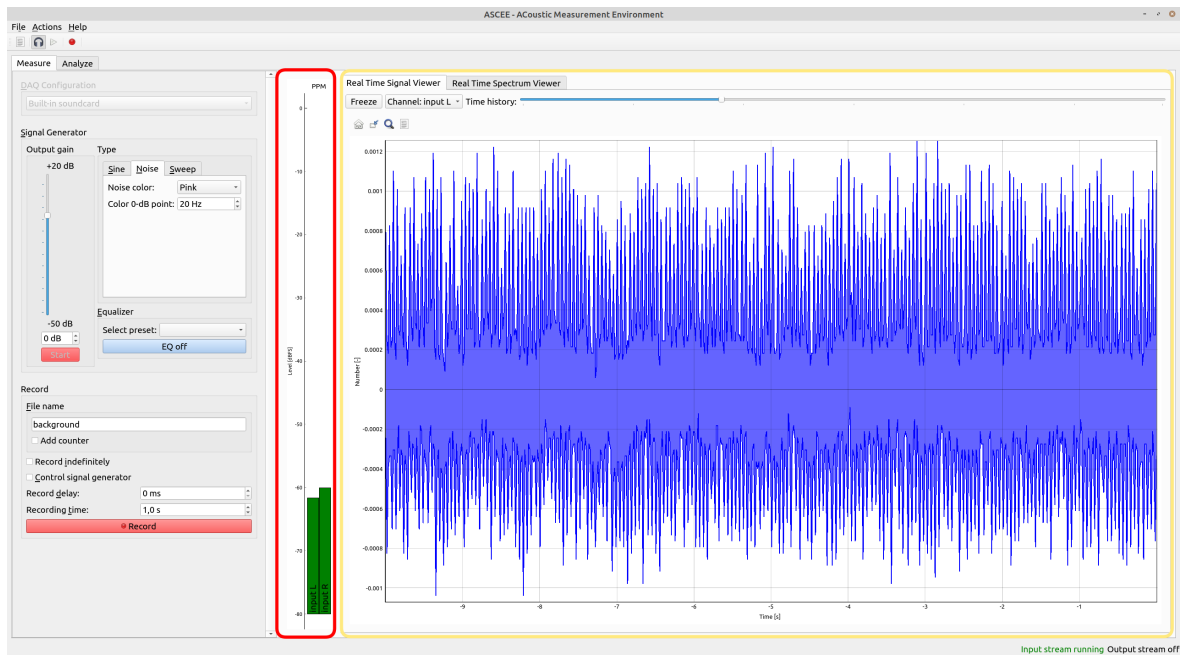 ASCEE - ACoustic Measurement Environment
File Actions Help
Measure Analyze
DAQ Configuration
Built-in soundcard
Signal Generator
Output gain
+20 dB
-50 dB
0 dB
Start
Type
Sine Noise Sweep
Noise color: Pink
Color 0-dB point: 20 Hz
Equalizer
Select preset:
EQ off
Record
File name
background
Add counter
Record indefinitely
Control signal generator
Record delay: 0 ms
Recording time: 1,0 s
Record
PPM
0
-10
-20
-30
-40
-50
-60
-70
-80
Level [dBFS]
input L
input R
Real Time Signal Viewer Real Time Spectrum Viewer
Freeze Channel: input L Time history:
0.0012
0.001
0.0008
0.0006
0.0004
0.0002
0
-0.0002
-0.0004
-0.0006
-0.0008
-0.001
Number [-]
-9 -8 -7 -6 -5 -4 -3 -2 -1
Time [s]
Input stream running Output stream off